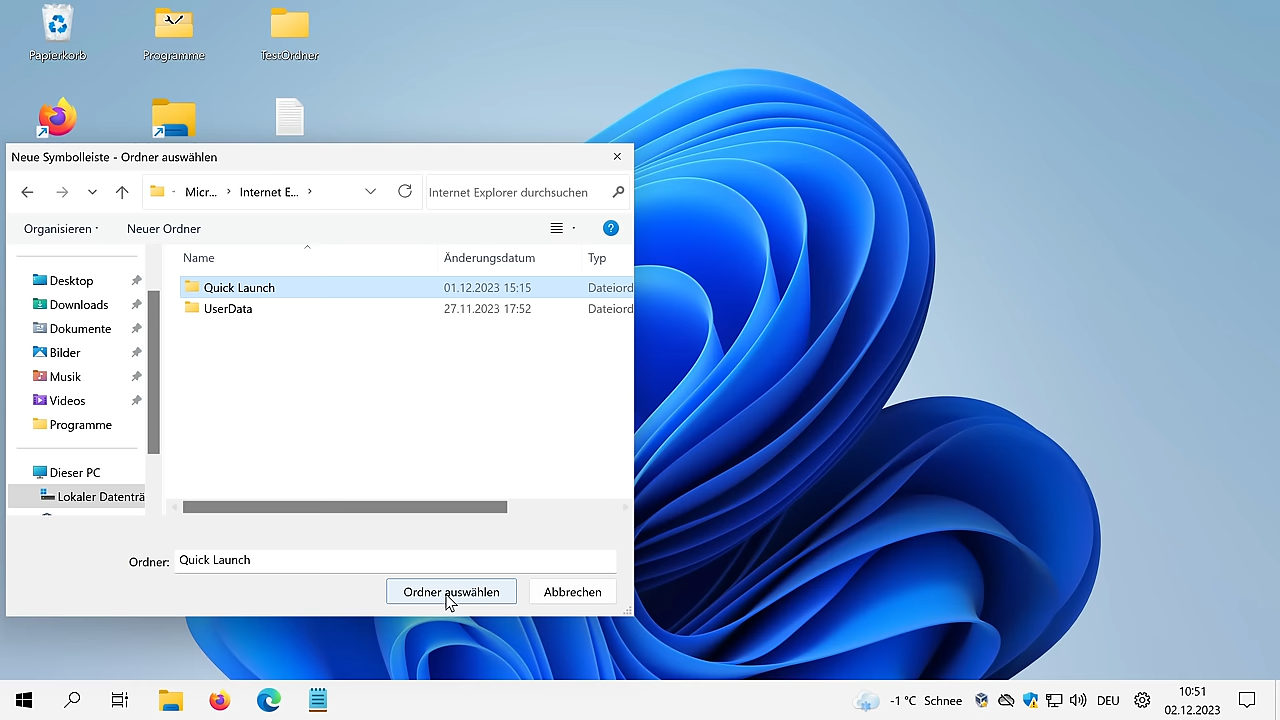 Papierkorb
Programme
TestOrdner
Neue Symbolleiste - Ordner auswählen
Micr...
Internet E...
Internet Explorer durchsuchen
Organisieren
Neuer Ordner
?
Name
Änderungsdatum
Typ
Desktop
Downloads
Dokumente
Bilder
Musik
Videos
Programme
Dieser PC
Lokaler Datenträ
Quick Launch
01.12.2023 15:15
Dateiord
UserData
27.11.2023 17:52
Dateiord
Ordner:
Quick Launch
Ordner auswählen
Abbrechen
-1 °C Schnee
DEU
10:51
02.12.2023